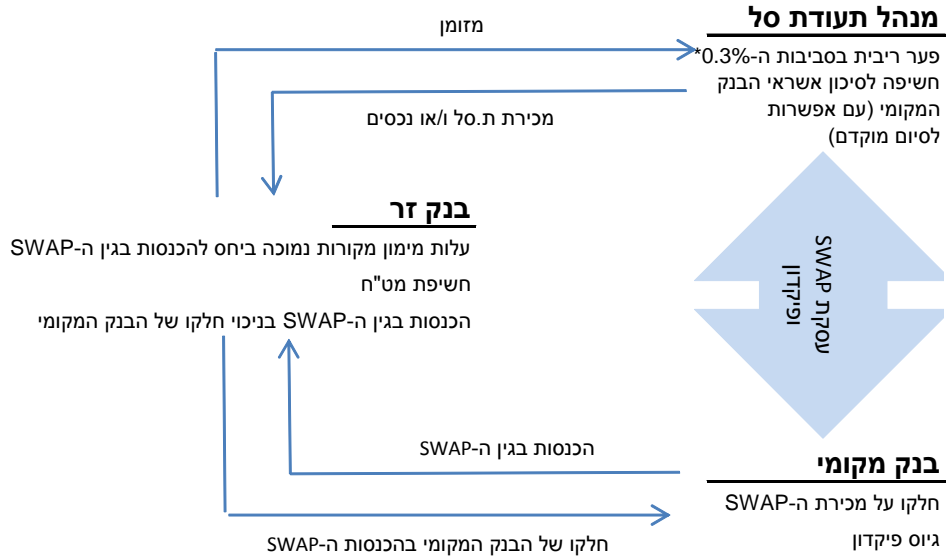 מנהל תעודת סל
פער ריבית בסביבות ה-0.3%*
חשיפה לסיכון אשראי הבנק
המקומי (עם אפשרות
לסיום מוקדם)
מזומן
מכירת ת.סל ו/או נכסים
בנק זר
עלות מימון מקורות נמוכה ביחס להכנסות בגין ה-SWAP
חשיפת מט"ח
הכנסות בגין ה-SWAP בניכוי חלקו של הבנק המקומי
עסקת SWAP
ופיקדון
הכנסות בגין ה-SWAP
בנק מקומי
חלקו על מכירת ה-SWAP
גיוס פיקדון
חלקו של הבנק המקומי בהכנסות ה-SWAP